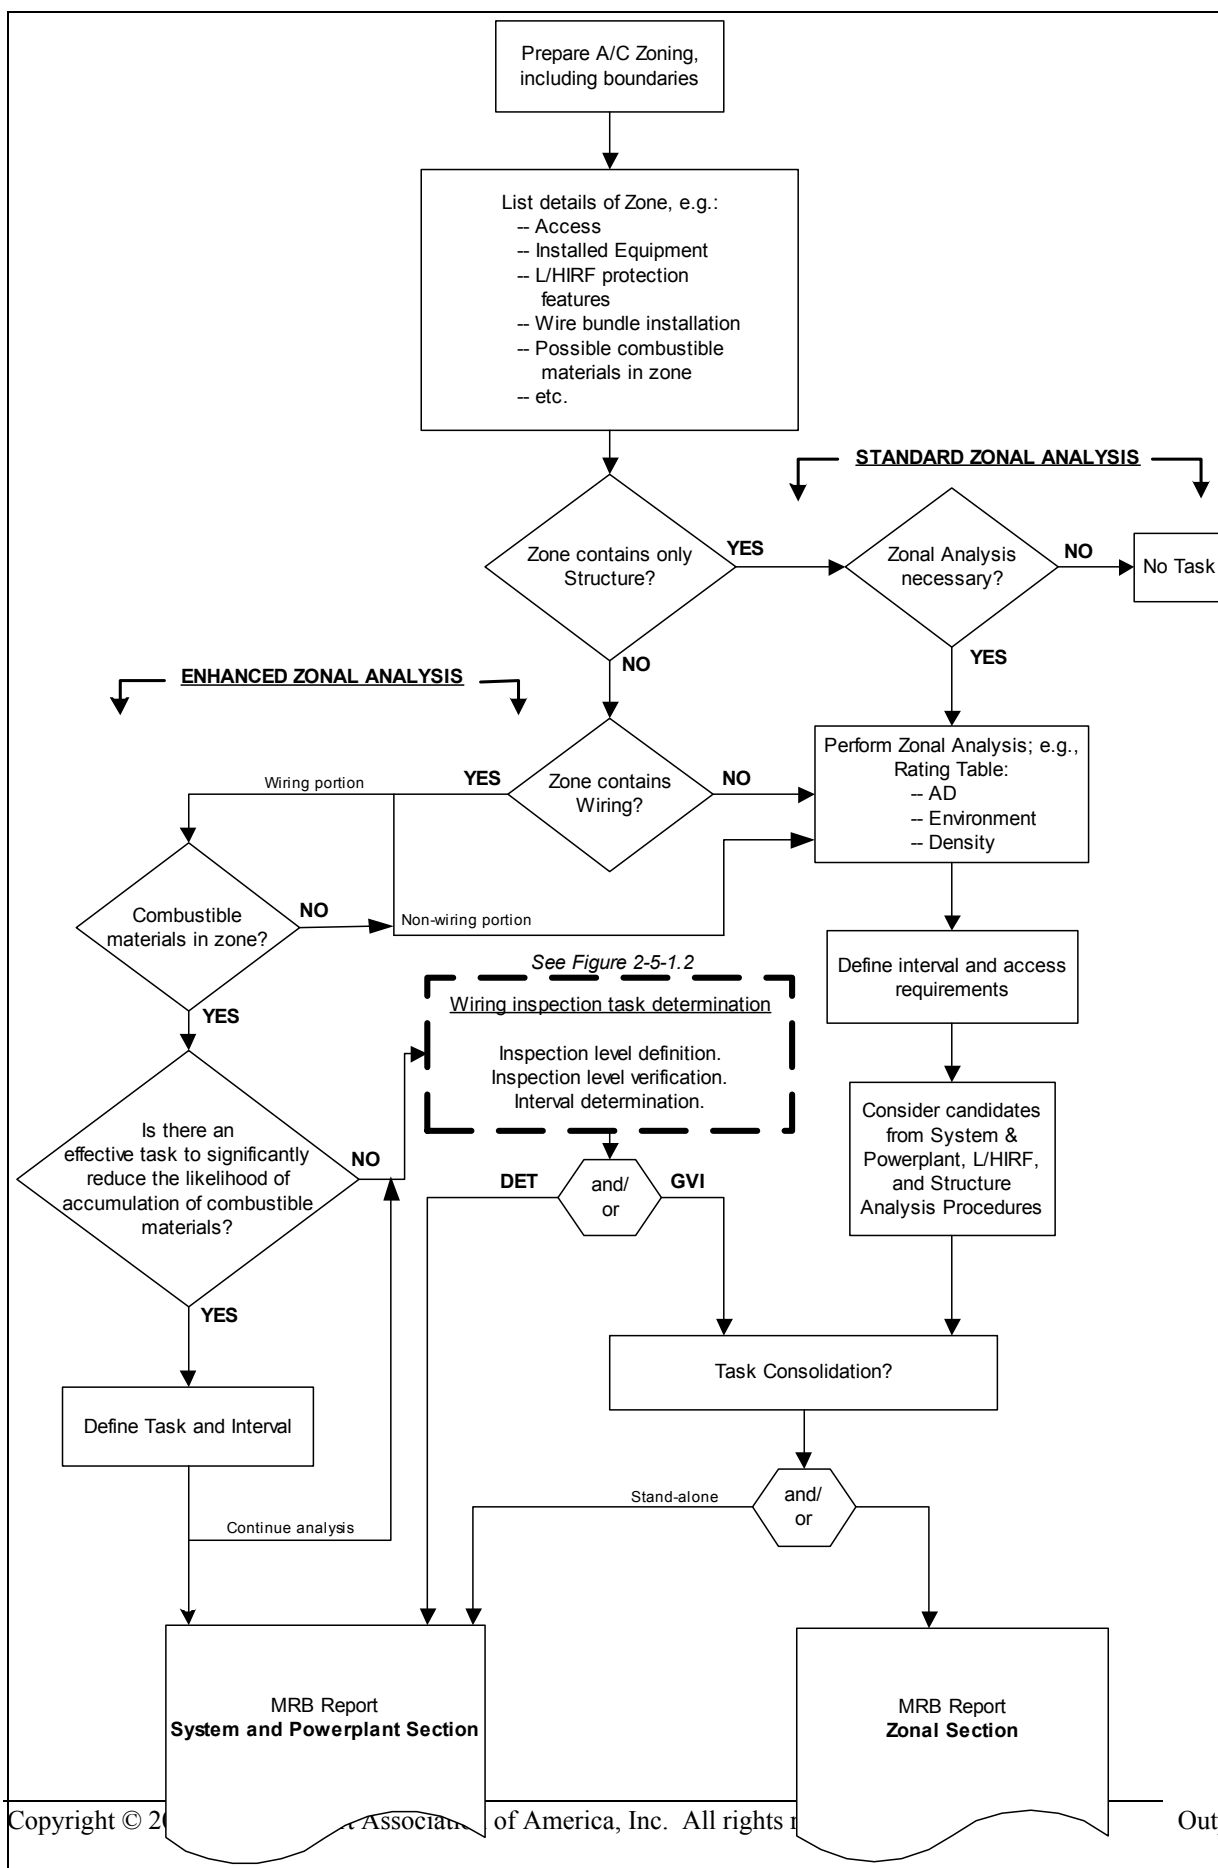 Prepare A/C Zoning,
including boundaries
List details of Zone, e.g.:
-- Access
-- Installed Equipment
-- L/HIRF protection
features
-- Wire bundle installation
-- Possible combustible
materials in zone
-- etc.
STANDARD ZONAL ANALYSIS
Zone contains only
Structure?
YES
Zonal Analysis
necessary?
NO
No Task
NO
YES
ENHANCED ZONAL ANALYSIS
Wiring portion
YES
Zone contains
Wiring?
NO
Perform Zonal Analysis; e.g.,
Rating Table:
-- AD
-- Environment
-- Density
Combustible
materials in zone?
NO
Non-wiring portion
YES
See Figure 2-5-1.2
Wiring inspection task determination
Inspection level definition.
Inspection level verification.
Interval determination.
Define interval and access
requirements
Is there an
effective task to significantly
reduce the likelihood of
accumulation of combustible
materials?
NO
YES
DET
and/
or
GVI
Consider candidates
from System &
Powerplant, L/HIRF,
and Structure
Analysis Procedures
Task Consolidation?
Define Task and Interval
Continue analysis
Stand-alone
and/
or
MRB Report
System and Powerplant Section
MRB Report
Zonal Section
Copyright © of America, Inc. All rights